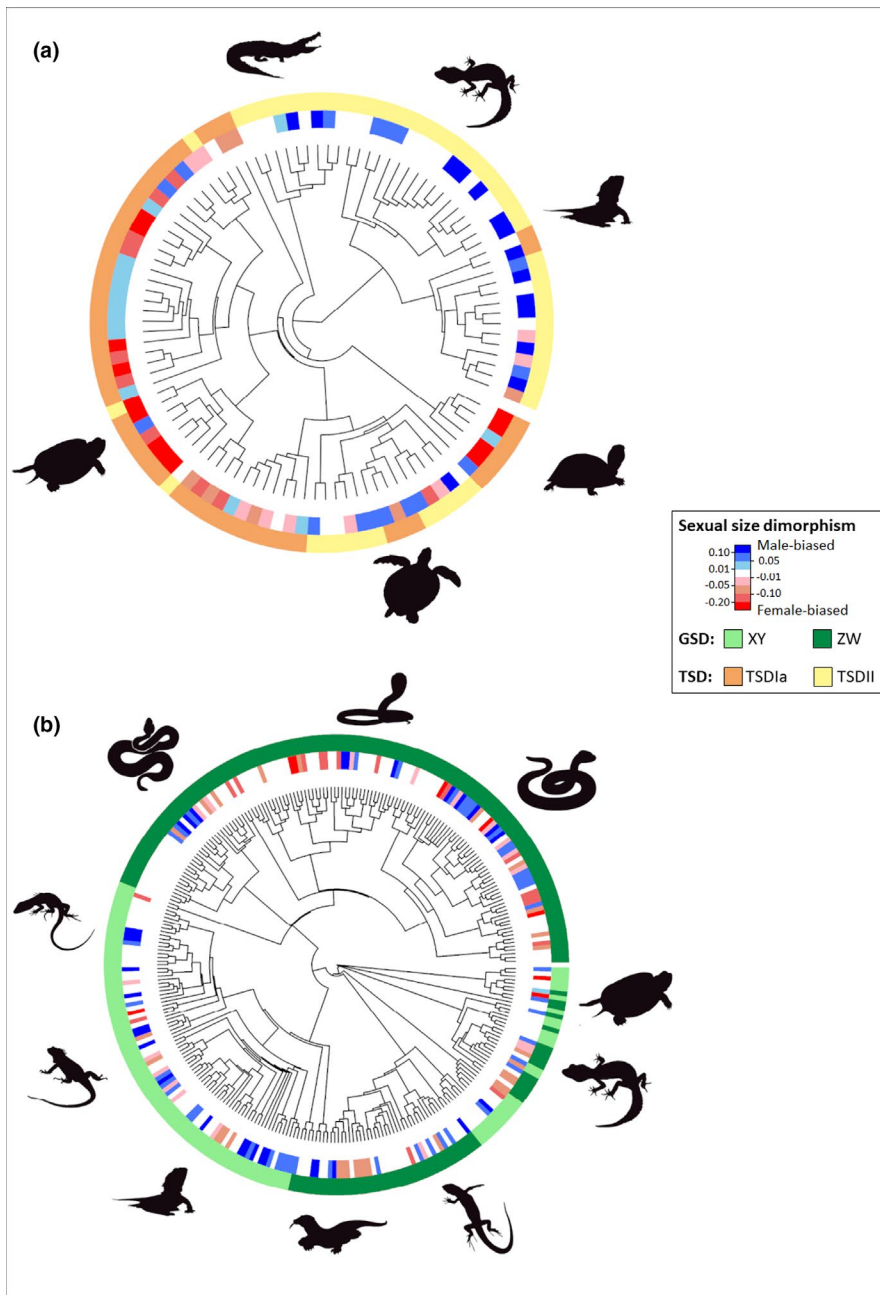 (a)
Sexual size dimorphism
0.10 Male-biased
0.05
0.01
-0.01
-0.05
-0.10
-0.20 Female-biased
GSD: XY ZW
TSD: TSDIa TSDII
(b)